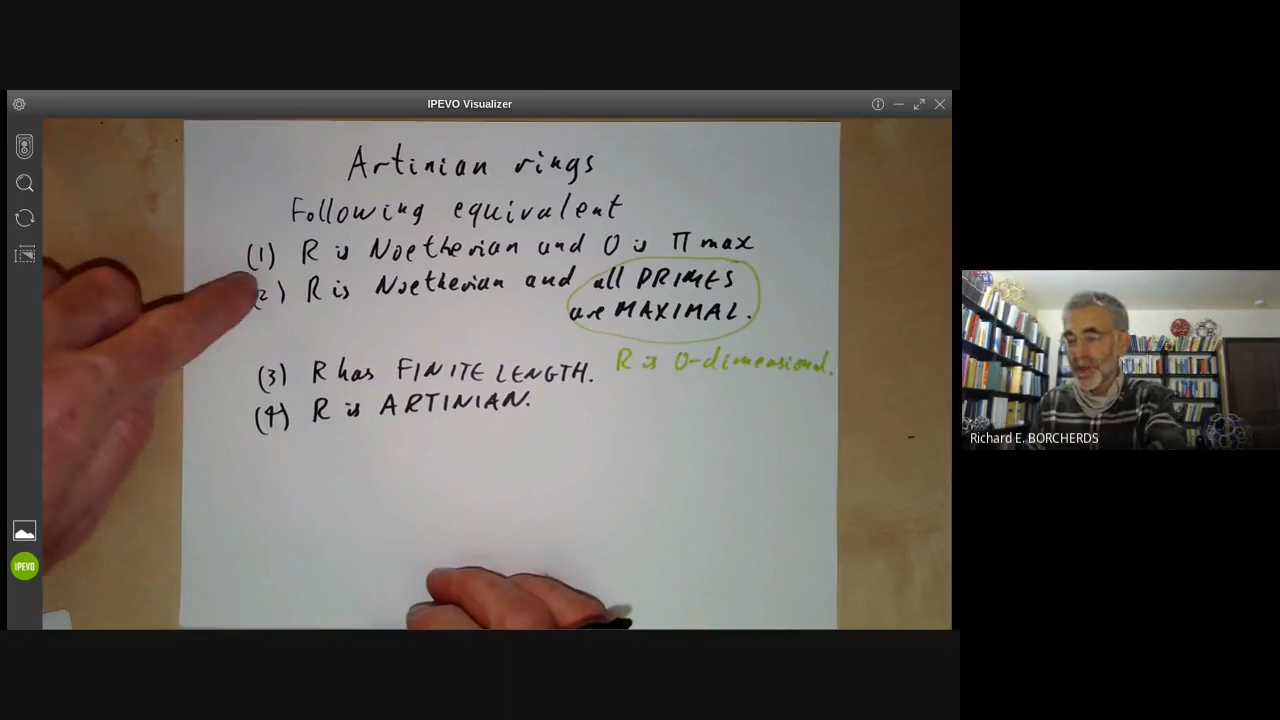 IPEVO Visualizer
Artinian rings
Following equivalent
(1) R is Noetherian and 0 is Π max
(2) R is Noetherian and all PRIMES
are MAXIMAL.
R is 0-dimensional.
(3) R has FINITE LENGTH.
(4) R is ARTINIAN.
IPEVO
Richard E. BORCHERDS